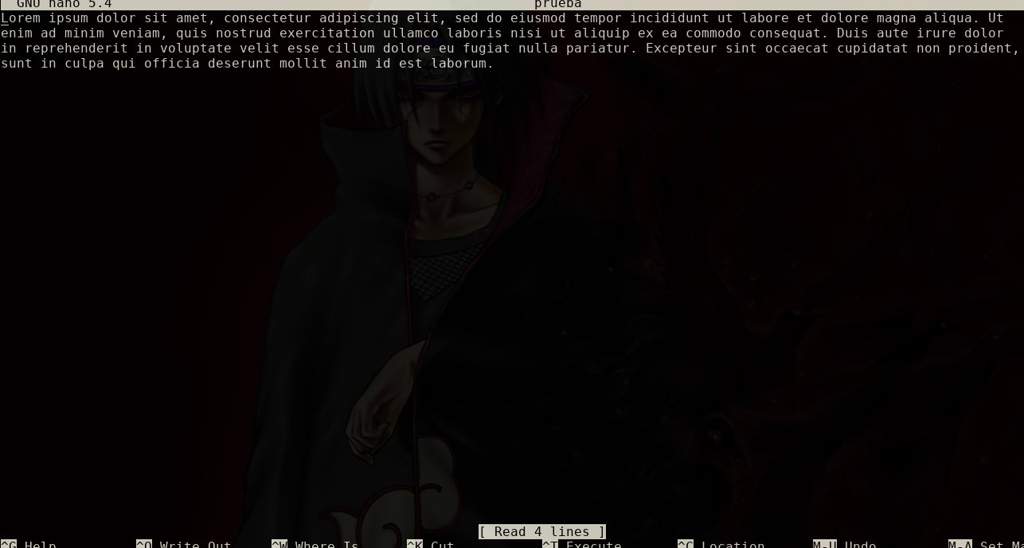 GNU nano 5.4 prueba
Lorem ipsum dolor sit amet, consectetur adipiscing elit, sed do eiusmod tempor incididunt ut labore et dolore magna aliqua. Ut
enim ad minim veniam, quis nostrud exercitation ullamco laboris nisi ut aliquip ex ea commodo consequat. Duis aute irure dolor
in reprehenderit in voluptate velit esse cillum dolore eu fugiat nulla pariatur. Excepteur sint occaecat cupidatat non proident,
sunt in culpa qui officia deserunt mollit anim id est laborum.
[ Read 4 lines ]
^G Help ^O Write Out ^W Where Is ^K Cut ^T Execute ^C Location M-U Undo M-A Set